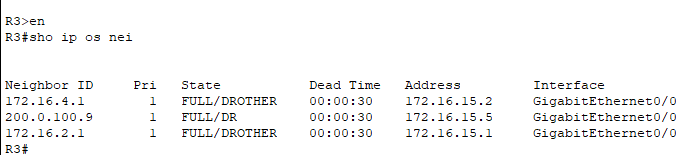 R3>en
R3#sho ip os nei
Neighbor ID     Pri   State           Dead Time   Address         Interface
172.16.4.1        1   FULL/DROTHER    00:00:30    172.16.15.2     GigabitEthernet0/0
200.0.100.9       1   FULL/DR         00:00:30    172.16.15.5     GigabitEthernet0/0
172.16.2.1        1   FULL/DROTHER    00:00:30    172.16.15.1     GigabitEthernet0/0
R3#